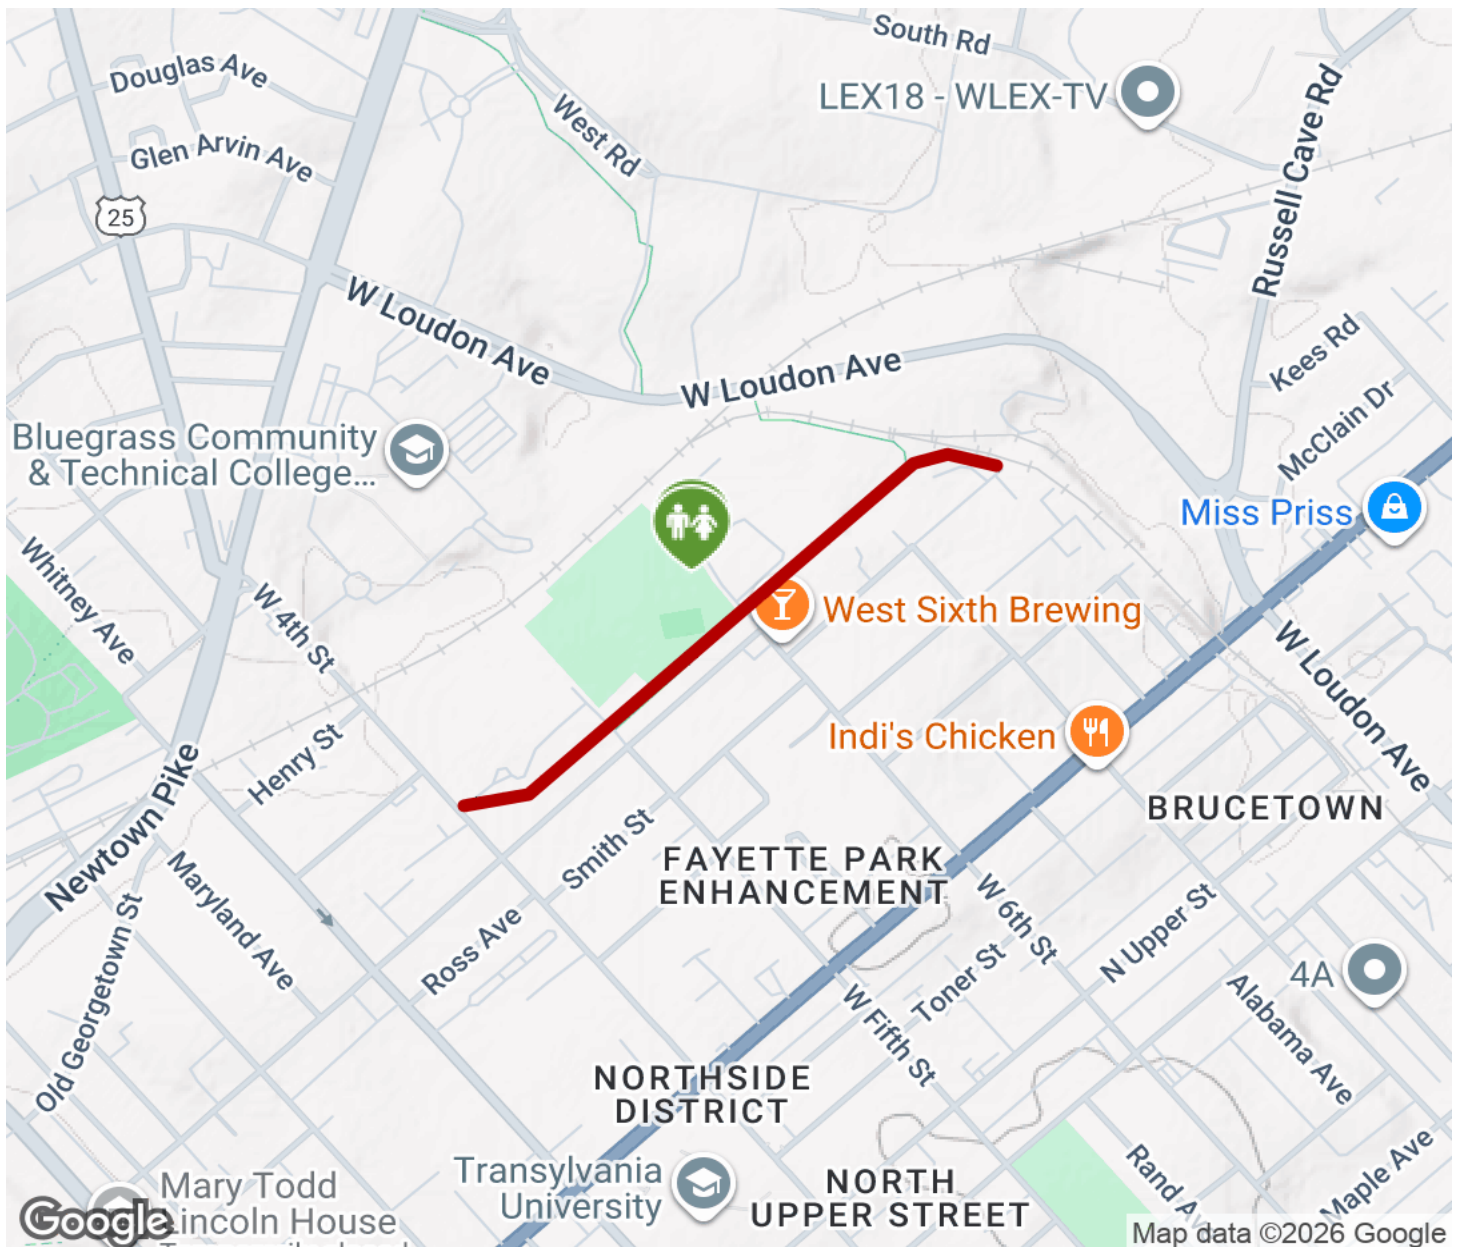 South Rd
Douglas Ave
LEX18 - WLEX-TV
West Rd
Glen Arvin Ave
Russell Cave Rd
25
W Loudon Ave
W Loudon Ave
Kees Rd
McClain Dr
Bluegrass Community
& Technical College...
Miss Priss
Whitney Ave
W 4th St
West Sixth Brewing
W Loudon Ave
Henry St
Indi's Chicken
Newtown Pike
BRUCETOWN
Smith St
FAYETTE PARK
ENHANCEMENT
Maryland Ave
Ross Ave
W 6th St
N Upper St
Old Georgetown St
Toner St
4A
W Fifth St
Alabama Ave
NORTHSIDE
DISTRICT
Transylvania
University
NORTH
UPPER STREET
Rand Av
Maple Ave
Mary Todd
Lincoln House
Google
Map data ©2026 Google